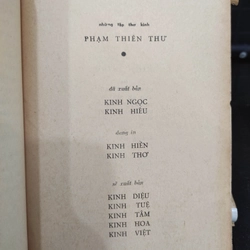 những tập thơ kinh
PHẠM THIÊN THƯ
đã xuất bản
KINH NGỌC
KINH HIẾU
đương in
KINH HIỀN
KINH THƠ
sẽ xuất bản
KINH DIỆU
KINH TUỆ
KINH TÂM
KINH HOA
KINH VIỆT